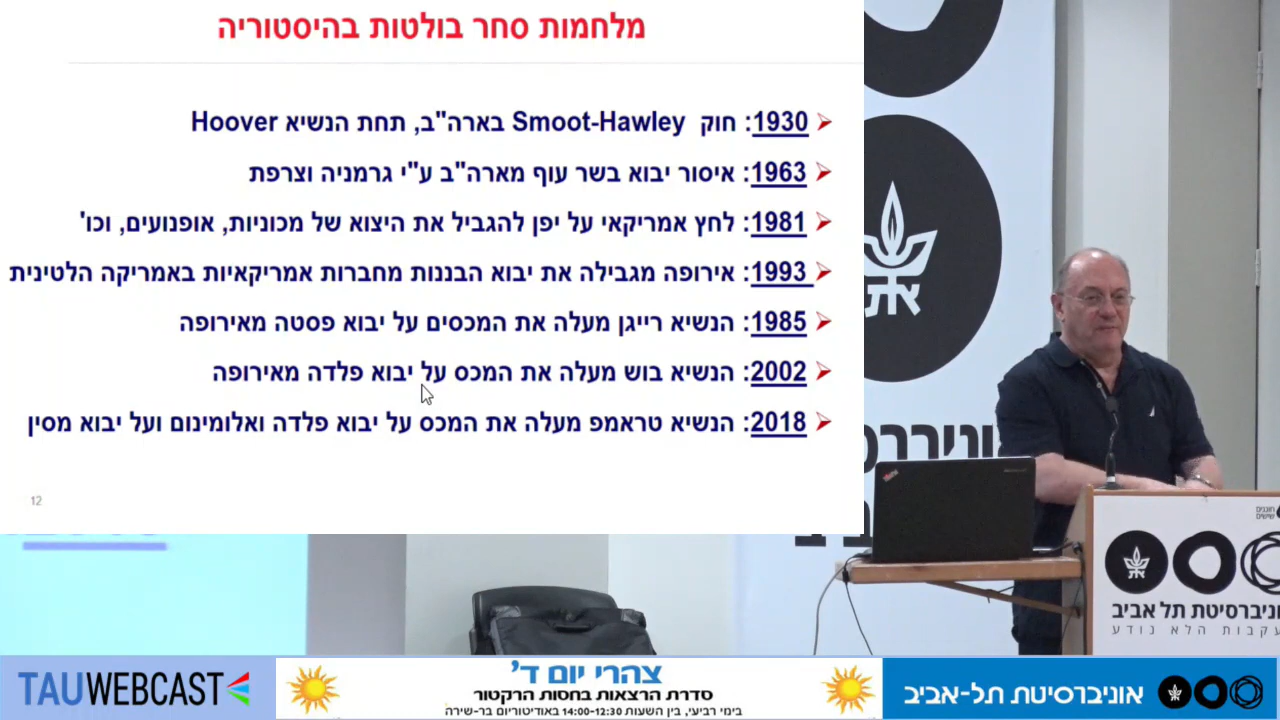 מלחמות סחר בולטות בהיסטוריה
1930: חוק Smoot-Hawley בארה"ב, תחת הנשיא Hoover
1963: איסור יבוא בשר עוף מארה"ב ע"י גרמניה וצרפת
1981: לחץ אמריקאי על יפן להגביל את היצוא של מכוניות, אופנועים, וכו'
1993: אירופה מגבילה את יבוא הבננות מחברות אמריקאיות באמריקה הלטינית
1985: הנשיא רייגן מעלה את המכסים על יבוא פסטה מאירופה
2002: הנשיא בוש מעלה את המכס על יבוא פלדה מאירופה
2018: הנשיא טראמפ מעלה את המכס על יבוא פלדה ואלומינום ועל יבוא מסין
12
אוניברסיטת תל אביב
TAUWEBCAST
צהרי יום ד'
סדרת הרצאות בחסות הרקטור
בימי רביעי, בין השעות 14:00-12:30 באודיטוריום בר-שירה
אוניברסיטת תל-אביב